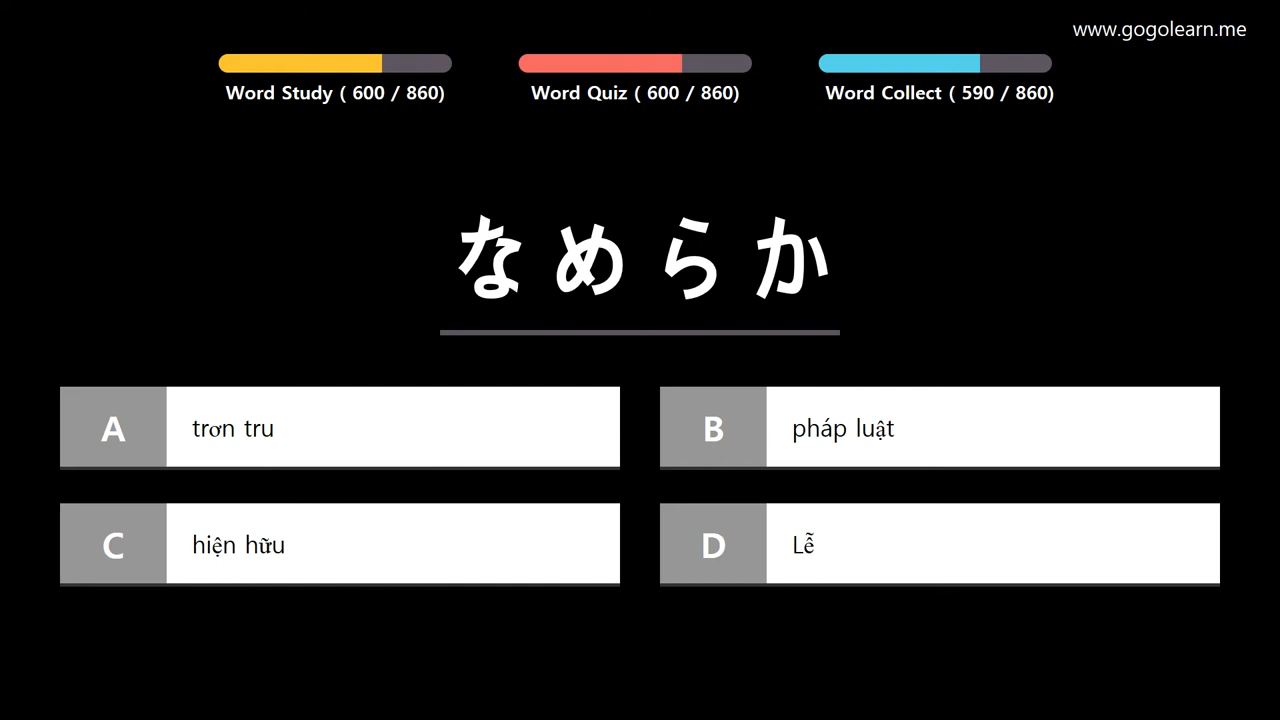 www.gogolearn.me
Word Study ( 600 / 860)
Word Quiz ( 600 / 860)
Word Collect ( 590 / 860)
なめらか
A
trơn tru
B
pháp luật
C
hiện hữu
D
Lễ